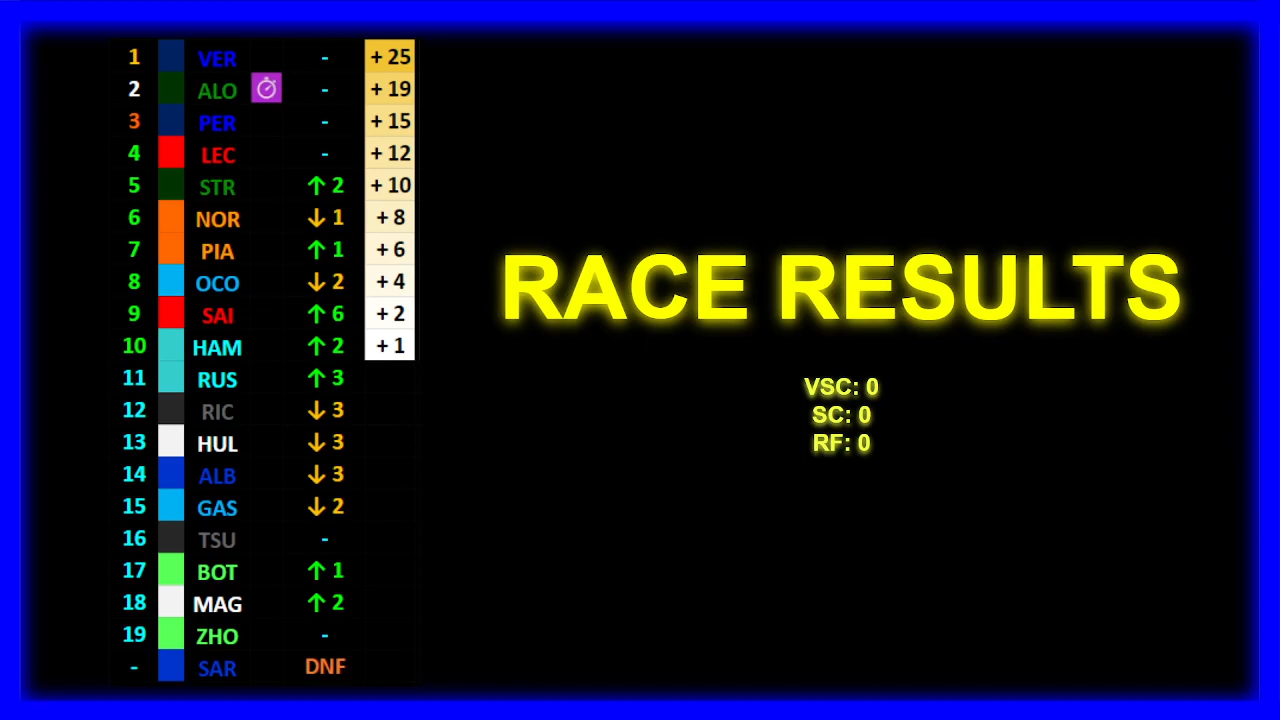 1 VER - + 25
2 ALO - + 19
3 PER - + 15
4 LEC - + 12
5 STR ↑ 2 + 10
6 NOR ↓ 1 + 8
7 PIA ↑ 1 + 6
8 OCO ↓ 2 + 4
9 SAI ↑ 6 + 2
10 HAM ↑ 2 + 1
11 RUS ↑ 3
12 RIC ↓ 3
13 HUL ↓ 3
14 ALB ↓ 3
15 GAS ↓ 2
16 TSU -
17 BOT ↑ 1
18 MAG ↑ 2
19 ZHO -
- SAR DNF
RACE RESULTS
VSC: 0
SC: 0
RF: 0